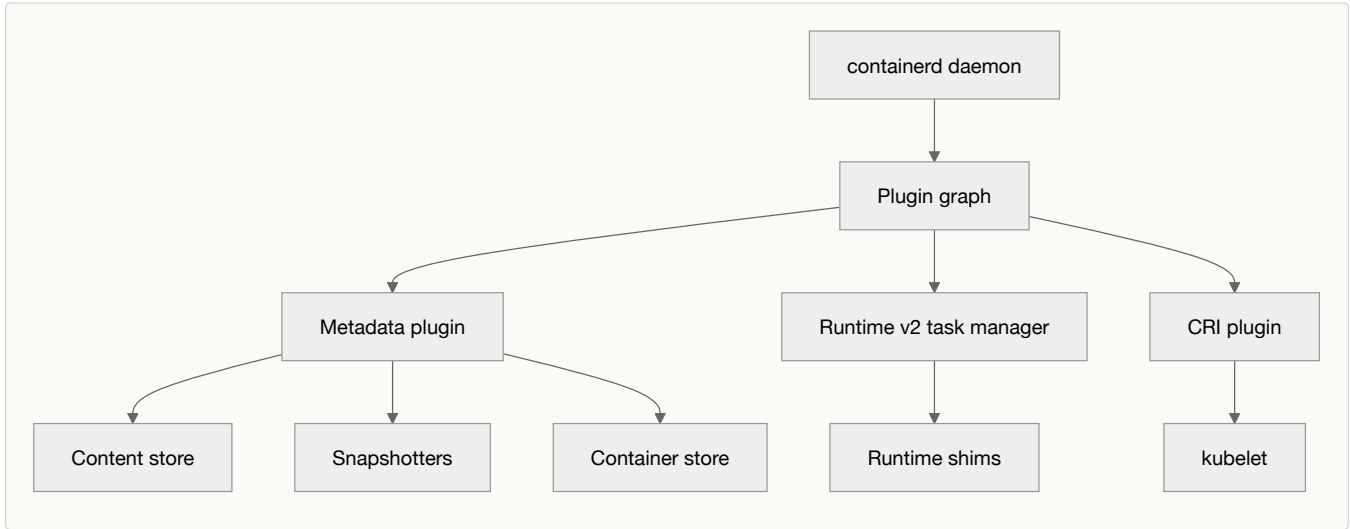 containerd daemon
Plugin graph
Metadata plugin
Runtime v2 task manager
CRI plugin
Content store
Snapshotters
Container store
Runtime shims
kubelet